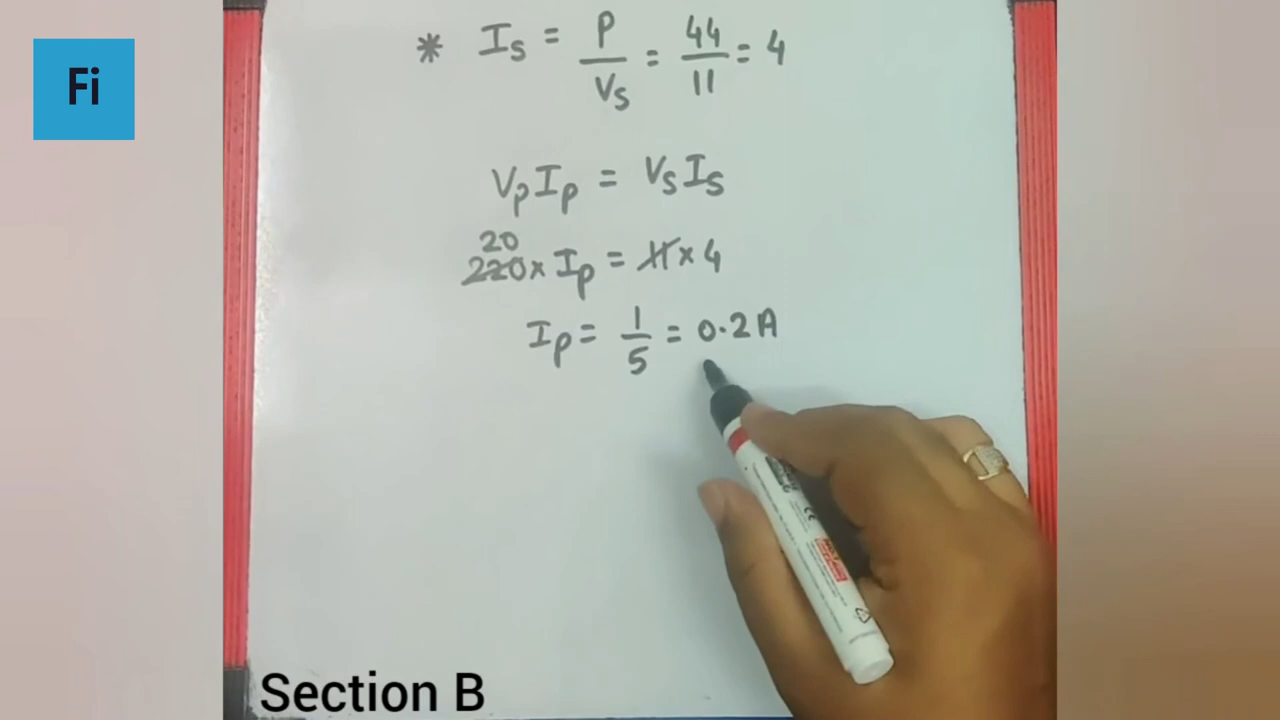 Fi
* Is = P/Vs = 44/11 = 4
VpIp = VsIs
20
220 x Ip = 11 x 4
Ip = 1/5 = 0.2A
Section B